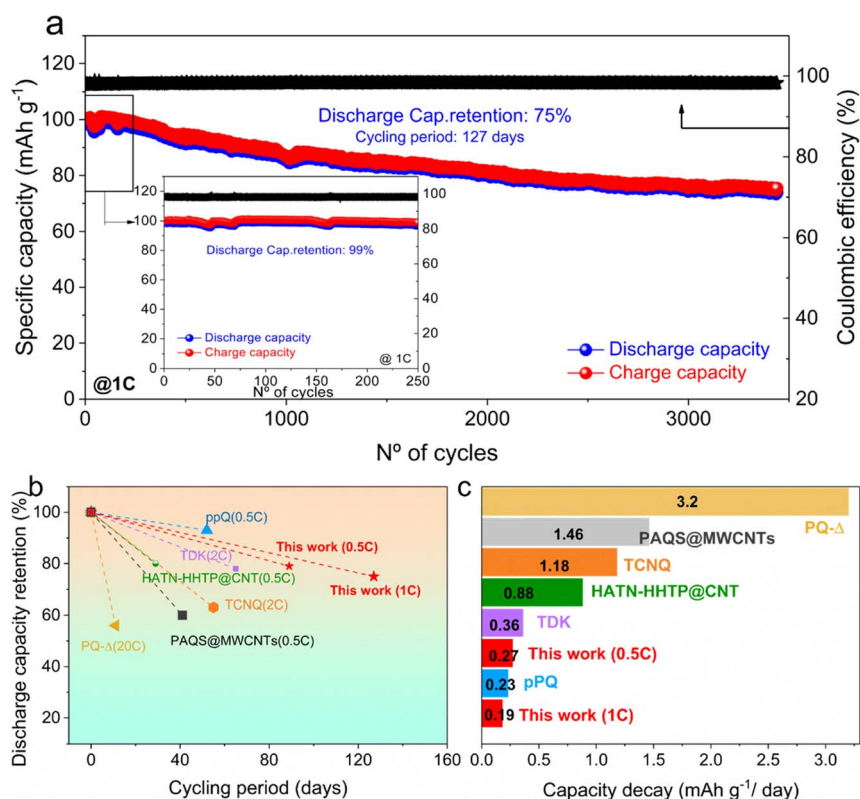 a
Specific capacity (mAh g⁻¹)
120
100
80
60
40
20
0
Discharge Cap.retention: 75%
Cycling period: 127 days
120
100
80
60
40
20
0
Discharge Cap.retention: 99%
Discharge capacity
Charge capacity
@ 1C
100
80
60
40
20
0
0
50
100
150
200
250
Nº of cycles
@1C
Discharge capacity
Charge capacity
100
80
60
40
20
Coulombic efficiency (%)
0
1000
2000
3000
Nº of cycles
b
Discharge capacity retention (%)
100
80
60
40
20
ppQ(0.5C)
TDK(2C)
This work (0.5C)
HATN-HHTP@CNT(0.5C)
This work (1C)
TCNQ(2C)
PAQS@MWCNTs(0.5C)
PQ-Δ(20C)
0
40
80
120
160
Cycling period (days)
c
3.2
PQ-Δ
1.46
PAQS@MWCNTs
1.18
TCNQ
0.88
HATN-HHTP@CNT
0.36
TDK
0.27
This work (0.5C)
0.23
pPQ
0.19
This work (1C)
0.0
0.5
1.0
1.5
2.0
2.5
3.0
Capacity decay (mAh g⁻¹/ day)